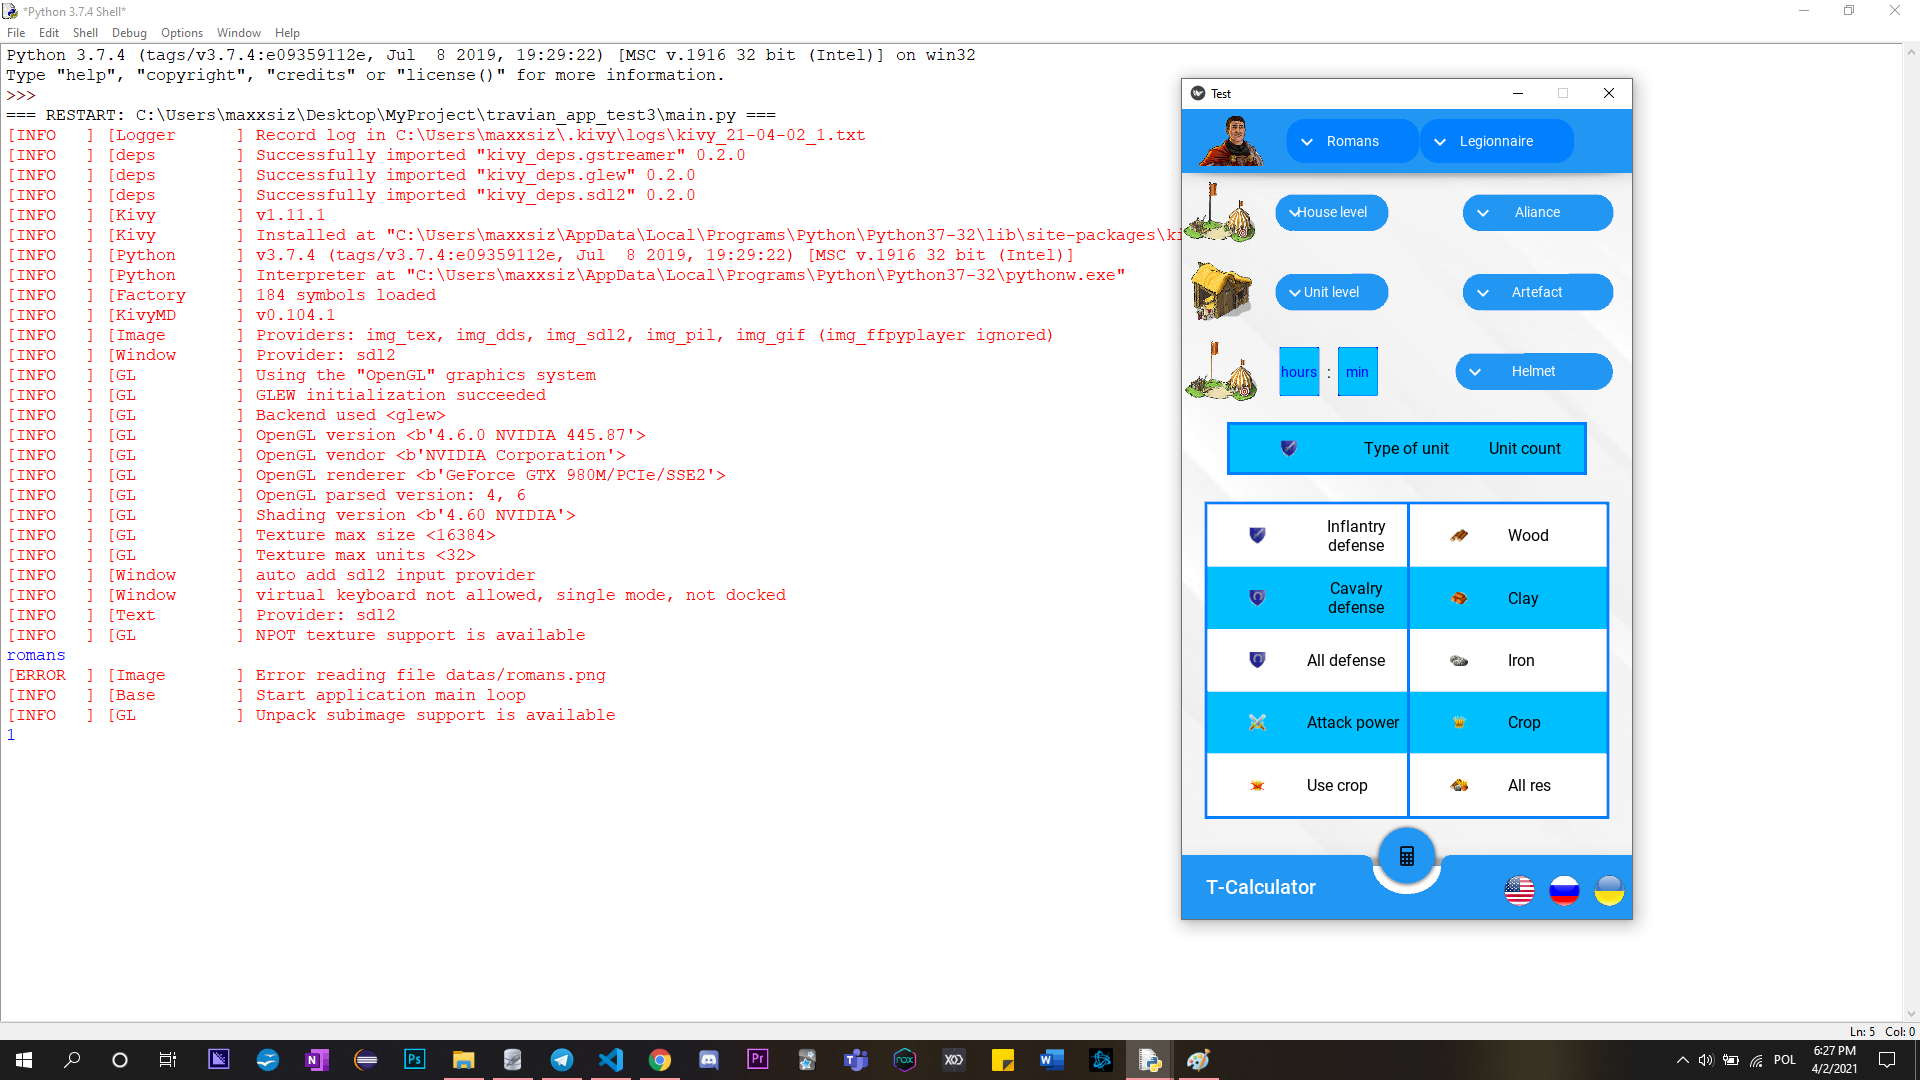 *Python 3.7.4 Shell*
File Edit Shell Debug Options Window Help
Python 3.7.4 (tags/v3.7.4:e09359112e, Jul  8 2019, 19:29:22) [MSC v.1916 32 bit (Intel)] on win32
Type "help", "copyright", "credits" or "license()" for more information.
>>>
=== RESTART: C:\Users\maxxsiz\Desktop\MyProject\travian_app_test3\main.py ===
[INFO   ] [Logger      ] Record log in C:\Users\maxxsiz\.kivy\logs\kivy_21-04-02_1.txt
[INFO   ] [deps        ] Successfully imported "kivy_deps.gstreamer" 0.2.0
[INFO   ] [deps        ] Successfully imported "kivy_deps.glew" 0.2.0
[INFO   ] [deps        ] Successfully imported "kivy_deps.sdl2" 0.2.0
[INFO   ] [Kivy        ] v1.11.1
[INFO   ] [Kivy        ] Installed at "C:\Users\maxxsiz\AppData\Local\Programs\Python\Python37-32\lib\site-packages\ki
[INFO   ] [Python      ] v3.7.4 (tags/v3.7.4:e09359112e, Jul  8 2019, 19:29:22) [MSC v.1916 32 bit (Intel)]
[INFO   ] [Python      ] Interpreter at "C:\Users\maxxsiz\AppData\Local\Programs\Python\Python37-32\pythonw.exe"
[INFO   ] [Factory     ] 184 symbols loaded
[INFO   ] [KivyMD      ] v0.104.1
[INFO   ] [Image       ] Providers: img_tex, img_dds, img_sdl2, img_pil, img_gif (img_ffpyplayer ignored)
[INFO   ] [Window      ] Provider: sdl2
[INFO   ] [GL          ] Using the "OpenGL" graphics system
[INFO   ] [GL          ] GLEW initialization succeeded
[INFO   ] [GL          ] Backend used <glew>
[INFO   ] [GL          ] OpenGL version <b'4.6.0 NVIDIA 445.87'>
[INFO   ] [GL          ] OpenGL vendor <b'NVIDIA Corporation'>
[INFO   ] [GL          ] OpenGL renderer <b'GeForce GTX 980M/PCIe/SSE2'>
[INFO   ] [GL          ] OpenGL parsed version: 4, 6
[INFO   ] [GL          ] Shading version <b'4.60 NVIDIA'>
[INFO   ] [GL          ] Texture max size <16384>
[INFO   ] [GL          ] Texture max units <32>
[INFO   ] [Window      ] auto add sdl2 input provider
[INFO   ] [Window      ] virtual keyboard not allowed, single mode, not docked
[INFO   ] [Text        ] Provider: sdl2
[INFO   ] [GL          ] NPOT texture support is available
romans
[ERROR  ] [Image       ] Error reading file datas/romans.png
[INFO   ] [Base        ] Start application main loop
[INFO   ] [GL          ] Unpack subimage support is available
1
Test
Romans Legionnaire
House level Aliance
Unit level Artefact
hours : min Helmet
Type of unit Unit count
Inflantry
defense Wood
Cavalry
defense Clay
All defense Iron
Attack power Crop
Use crop All res
T-Calculator
Ln: 5 Col: 0
Ps
N
Pr
nox
XO
W
POL
6:27 PM
4/2/2021